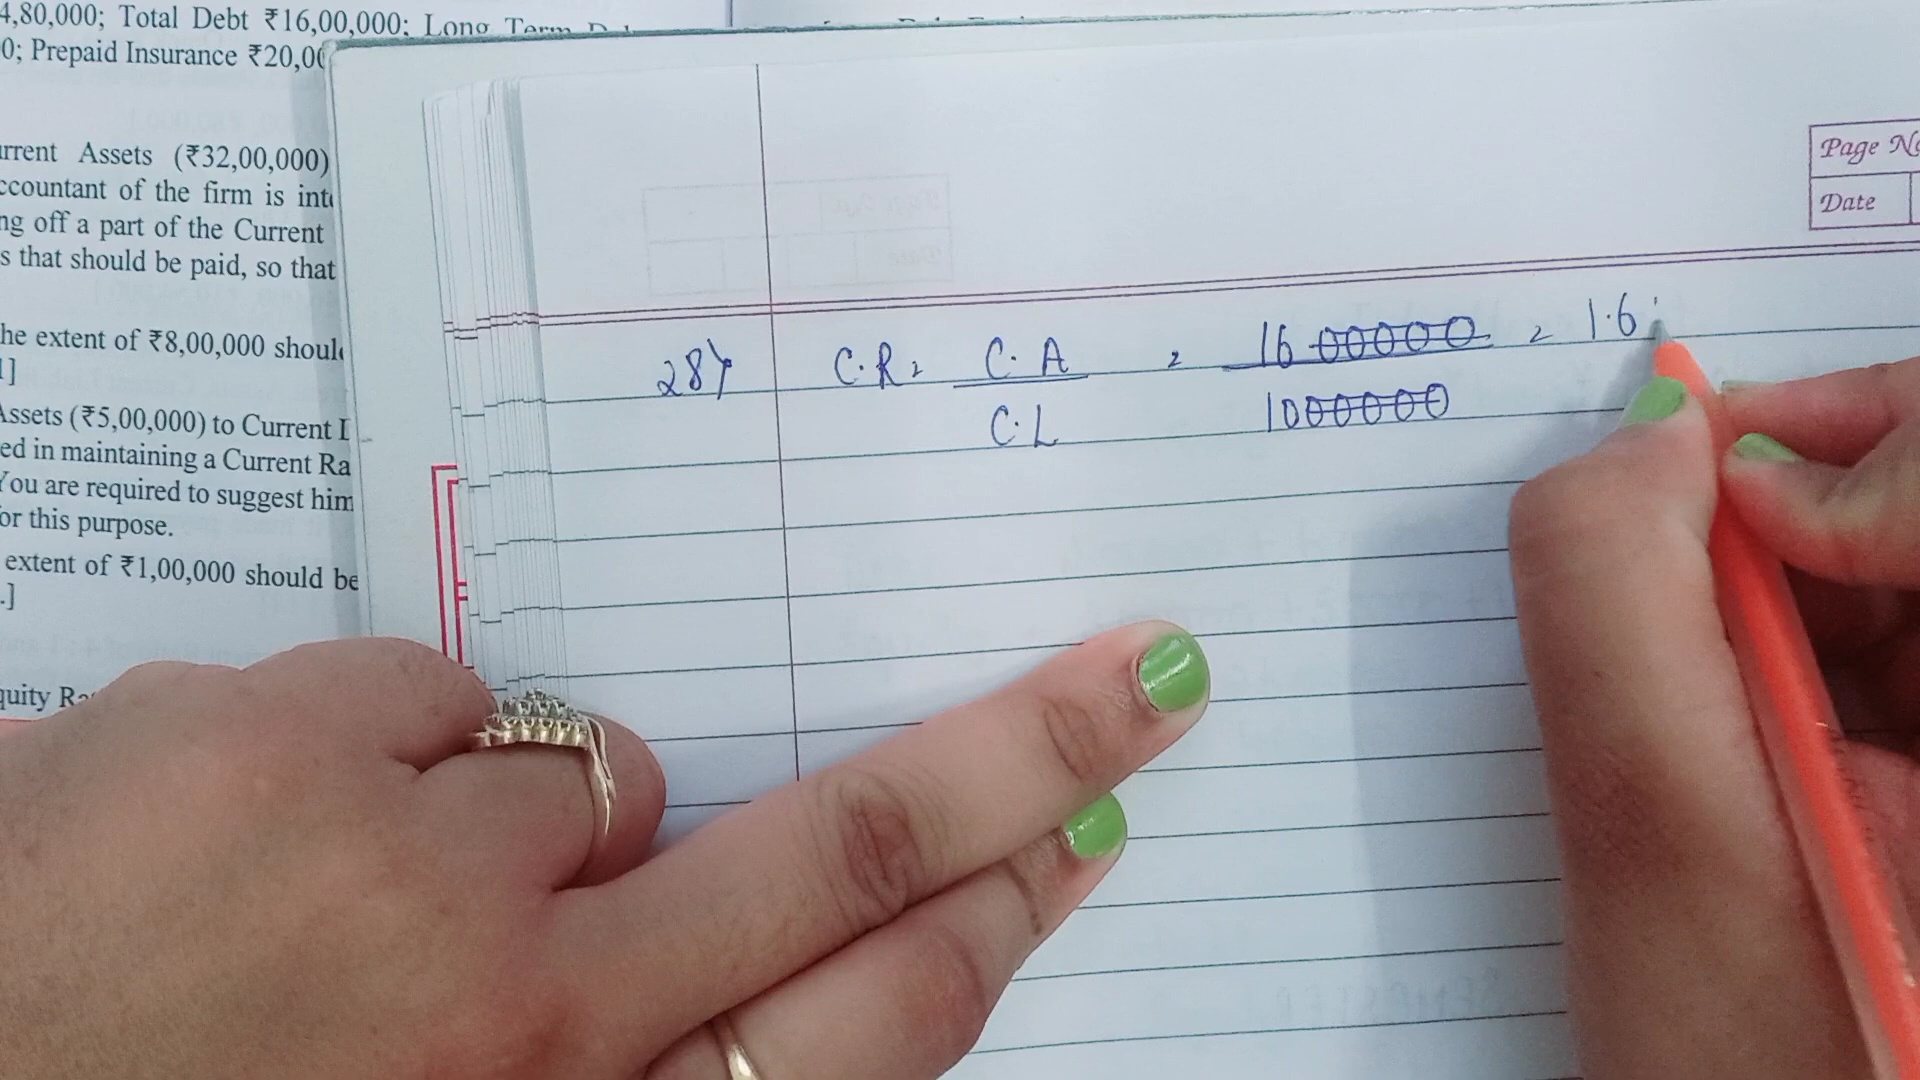 4,80,000; Total Debt ₹16,00,000; Long Term
0; Prepaid Insurance ₹20,00
urrent Assets (₹32,00,000)
ccountant of the firm is int
ng off a part of the Current
s that should be paid, so that
he extent of ₹8,00,000 shoul
1]
Assets (₹5,00,000) to Current L
ed in maintaining a Current Ra
You are required to suggest him
or this purpose.
extent of ₹1,00,000 should be
.]
quity Ra
Page No
Date
28) C.R = C.A = 1600000 = 1.6:
C.L 1000000